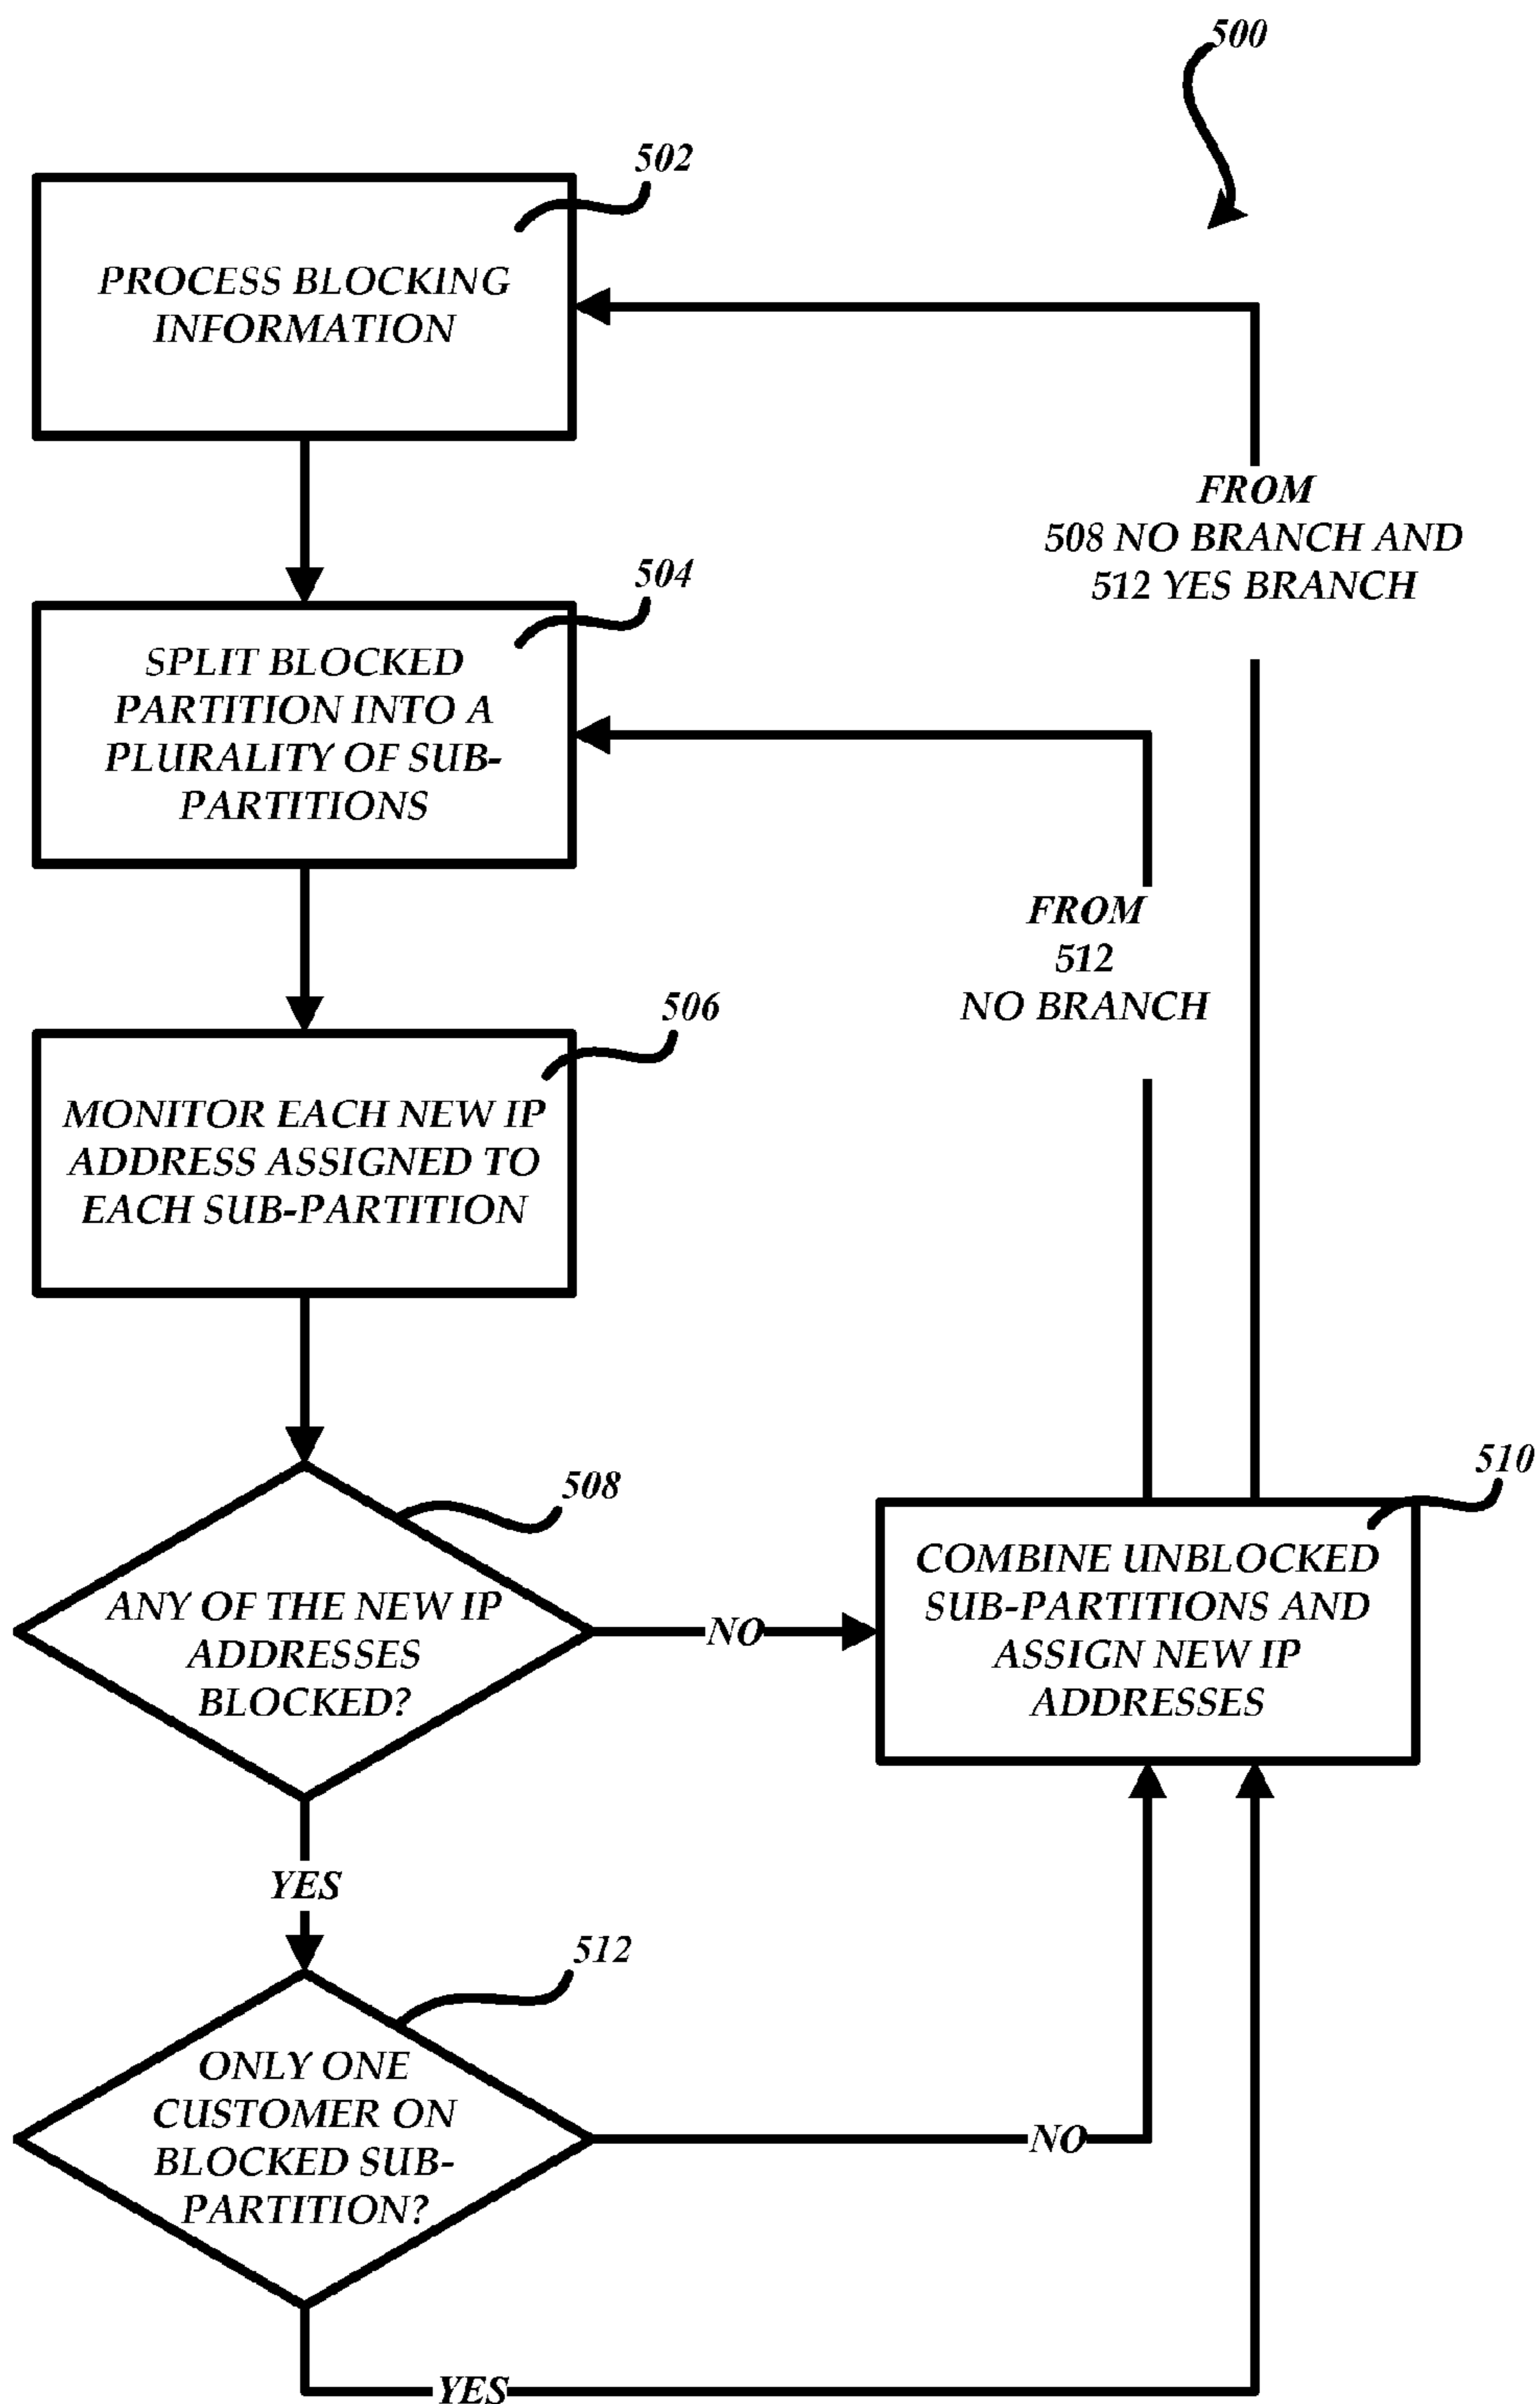 500
502
PROCESS BLOCKING
INFORMATION
FROM
508 NO BRANCH AND
512 YES BRANCH
504
SPLIT BLOCKED
PARTITION INTO A
PLURALITY OF SUB-
PARTITIONS
FROM
512
NO BRANCH
506
MONITOR EACH NEW IP
ADDRESS ASSIGNED TO
EACH SUB-PARTITION
508
ANY OF THE NEW IP
ADDRESSES
BLOCKED?
NO
510
COMBINE UNBLOCKED
SUB-PARTITIONS AND
ASSIGN NEW IP
ADDRESSES
YES
512
ONLY ONE
CUSTOMER ON
BLOCKED SUB-
PARTITION?
NO
YES